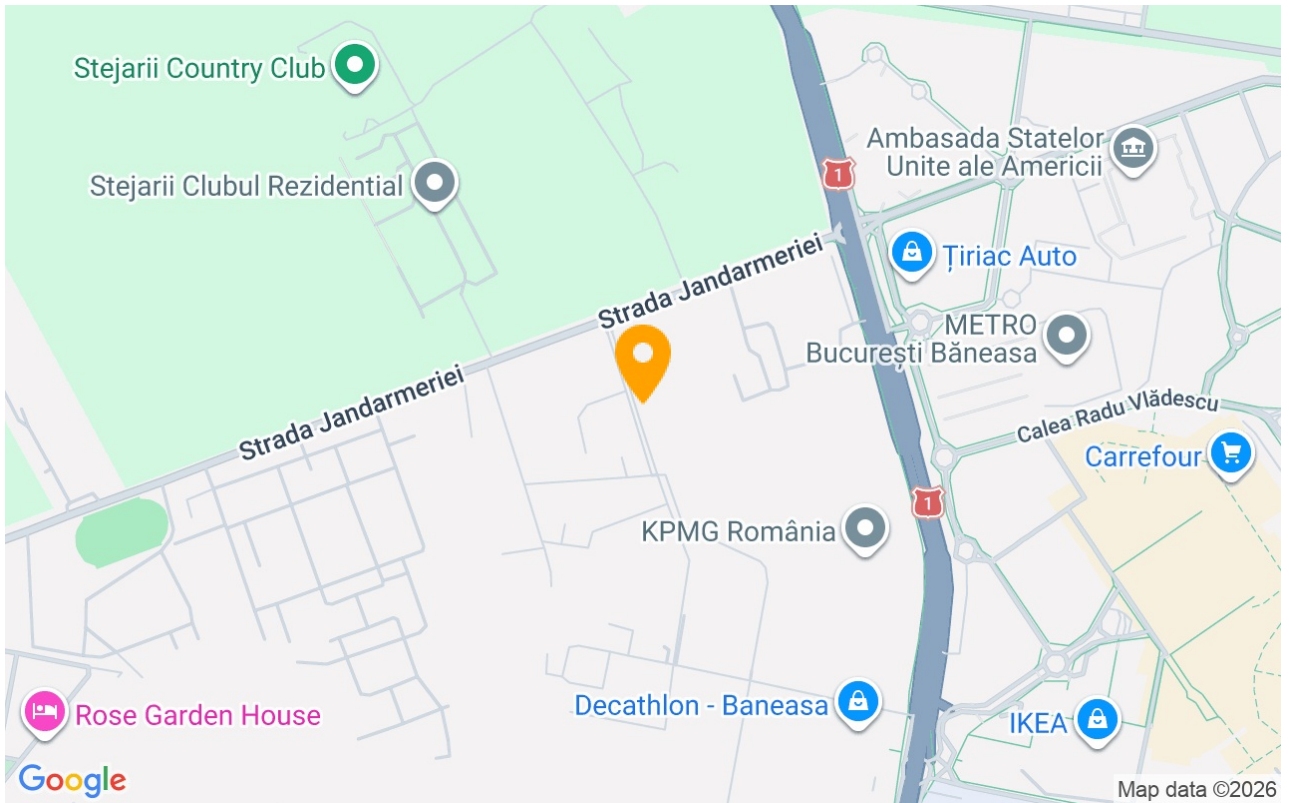 Stejarii Country Club
Ambasada Statelor
Unite ale Americii
1
Stejarii Clubul Rezidential
Strada Jandarmeriei
Țiriac Auto
METRO
București Băneasa
Strada Jandarmeriei
Calea Radu Vlădescu
Carrefour
1
KPMG România
Decathlon - Baneasa
Rose Garden House
IKEA
Google
Map data ©2026